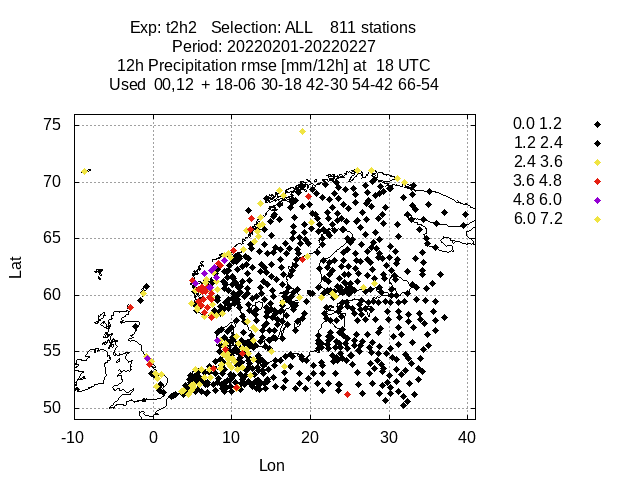 Exp: t2h2 Selection: ALL 811 stations
Period: 20220201-20220227
12h Precipitation rmse [mm/12h] at 18 UTC
Used 00,12 + 18-06 30-18 42-30 54-42 66-54
75
70
65
60
55
50
Lat
-10 0 10 20 30 40
Lon
0.0 1.2
1.2 2.4
2.4 3.6
3.6 4.8
4.8 6.0
6.0 7.2